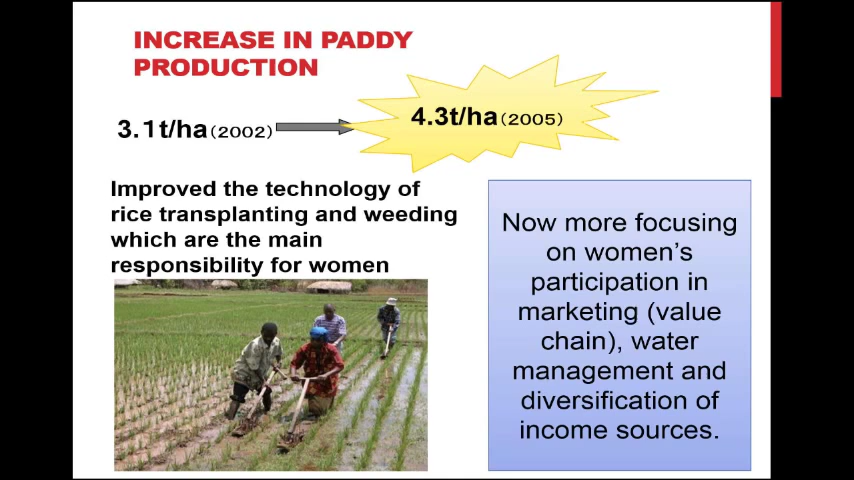 INCREASE IN PADDY
PRODUCTION
3.1t/ha(2002)
4.3t/ha(2005)
Improved the technology of
rice transplanting and weeding
which are the main
responsibility for women
Now more focusing
on women’s
participation in
marketing (value
chain), water
management and
diversification of
income sources.